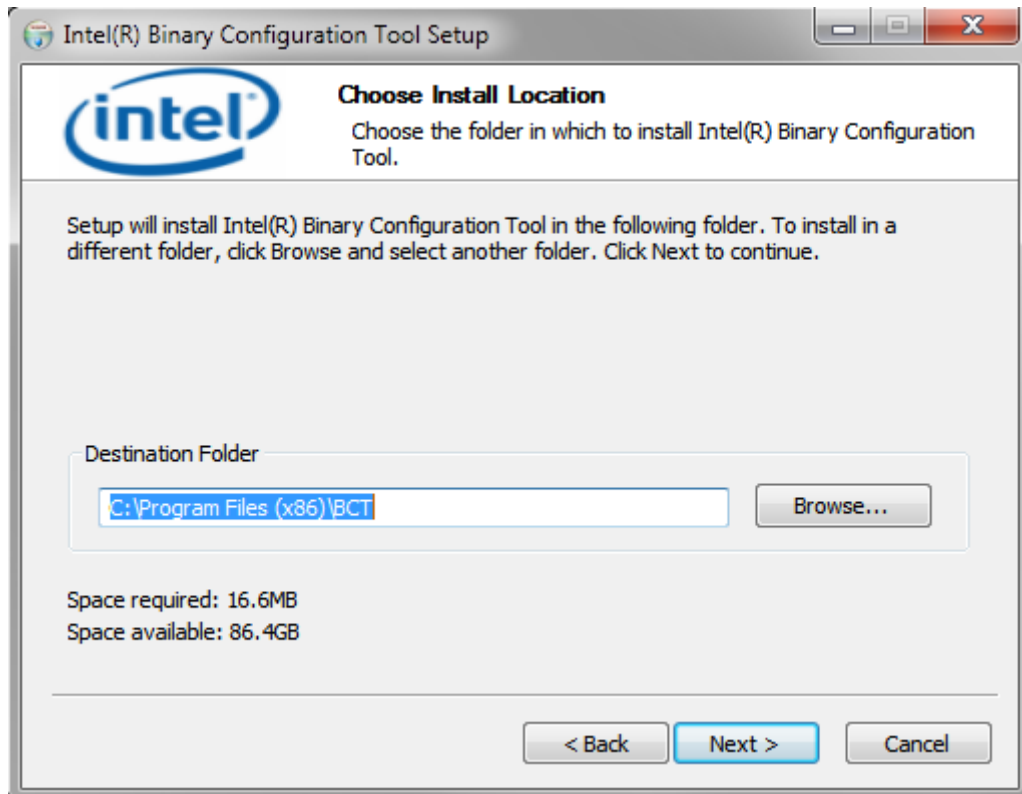 Intel(R) Binary Configuration Tool Setup
intel
Choose Install Location
Choose the folder in which to install Intel(R) Binary Configuration
Tool.
Setup will install Intel(R) Binary Configuration Tool in the following folder. To install in a
different folder, click Browse and select another folder. Click Next to continue.
Destination Folder
C:\Program Files (x86)\BCT
Browse...
Space required: 16.6MB
Space available: 86.4GB
< Back
Next >
Cancel